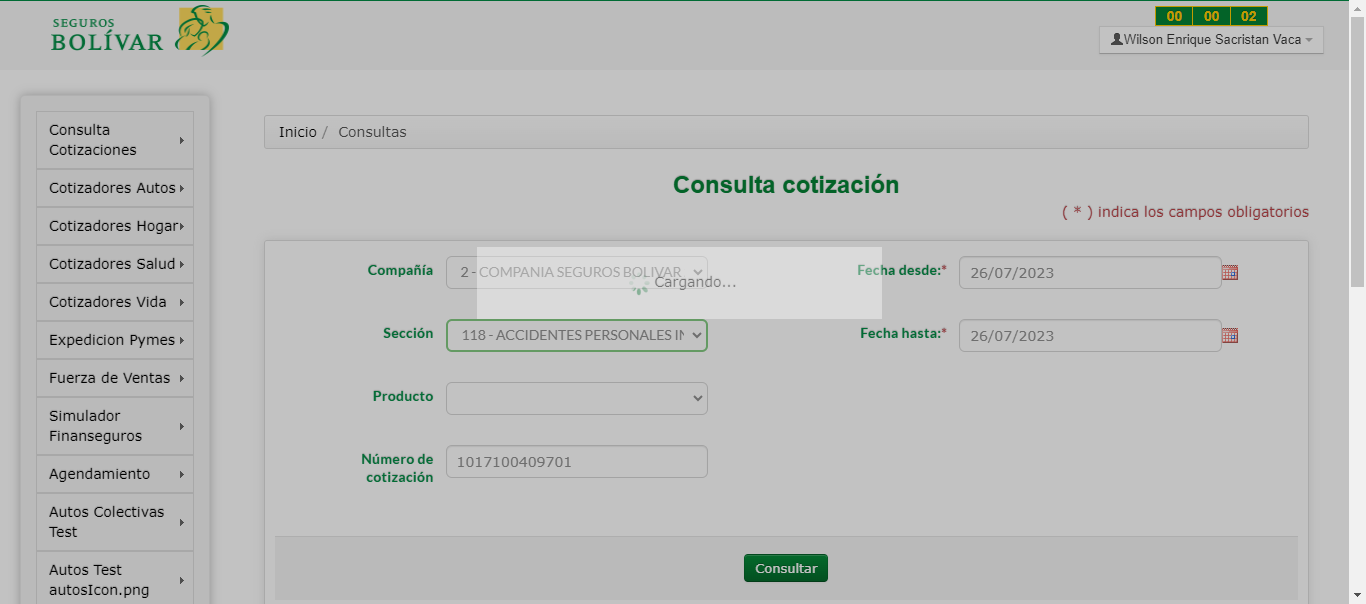 SEGUROS
BOLÍVAR
00 00 02
Wilson Enrique Sacristan Vaca
Consulta
Cotizaciones
Cotizadores Autos
Cotizadores Hogar
Cotizadores Salud
Cotizadores Vida
Expedicion Pymes
Fuerza de Ventas
Simulador
Finanseguros
Agendamiento
Autos Colectivas
Test
Autos Test
autosIcon.png
Inicio / Consultas
Consulta cotización
( * ) indica los campos obligatorios
Compañía 2 - COMPANIA SEGUROS BOLIVAR Fecha desde:* 26/07/2023
Cargando...
Sección 118 - ACCIDENTES PERSONALES IN Fecha hasta:* 26/07/2023
Producto
Número de
cotización 1017100409701
Consultar